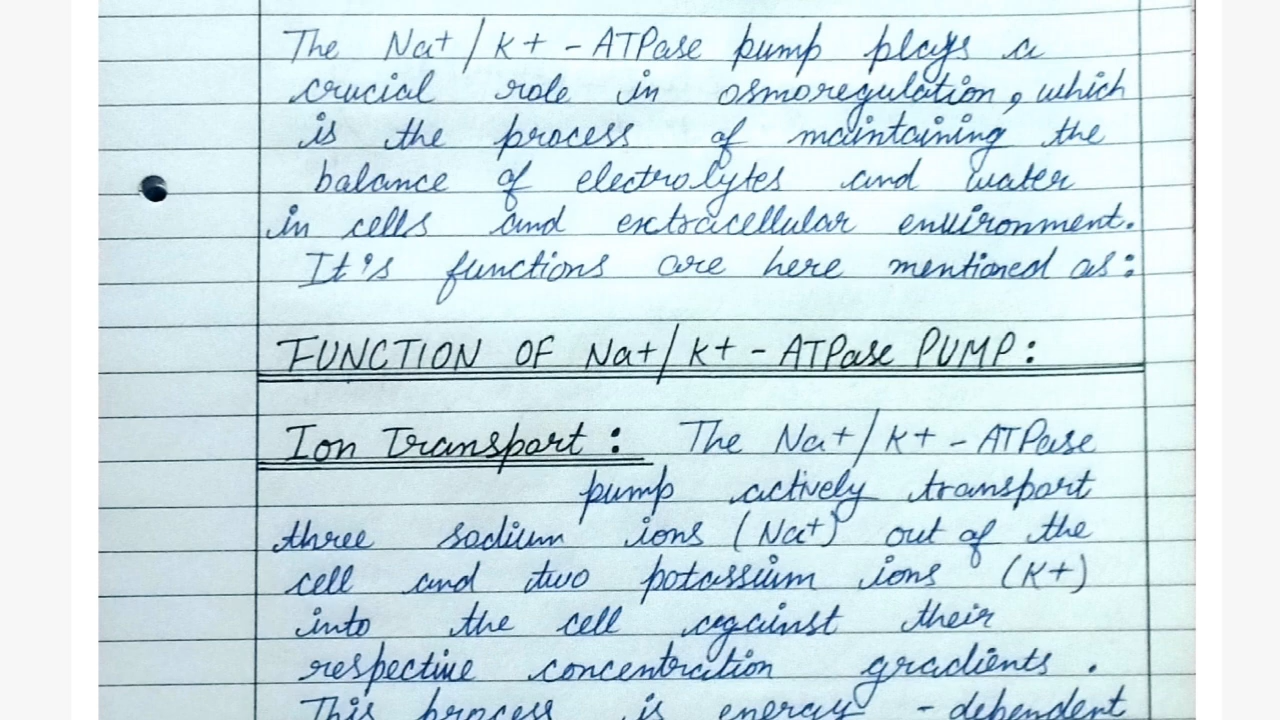 The Na+/K+ - ATPase pump plays a
crucial role in osmoregulation, which
is the process of maintaining the
balance of electrolytes and water
in cells and extracellular environment.
It's functions are here mentioned as:
FUNCTION OF Na+/K+ - ATPase PUMP:
Ion Transport: The Na+/K+ - ATPase
pump actively transport
three sodium ions (Na+) out of the
cell and two potassium ions (K+)
into the cell against their
respective concentration gradients.
This process is energy - dependent